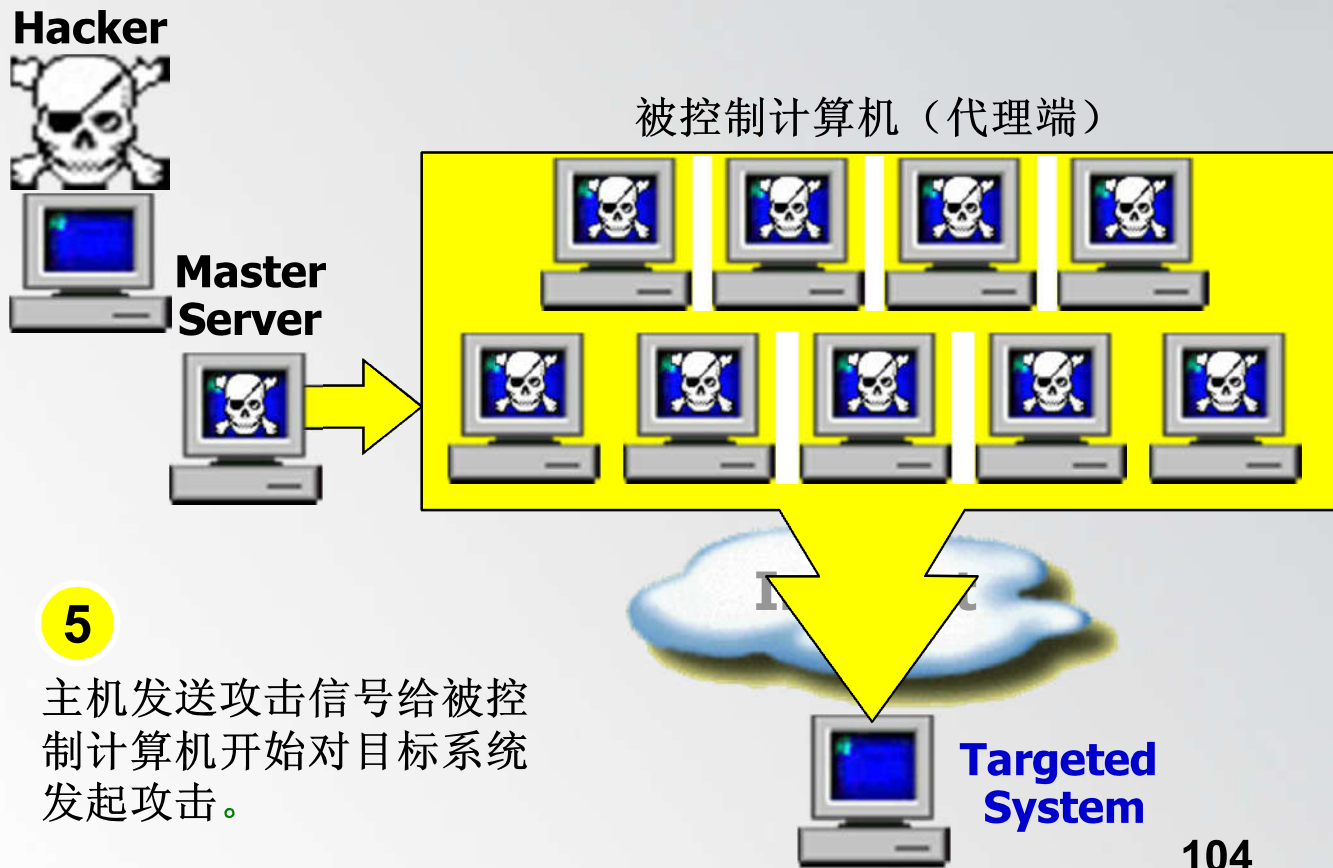 Hacker
被控制计算机（代理端）
Master
Server
5
主机发送攻击信号给被控
制计算机开始对目标系统
发起攻击。
Targeted
System
104